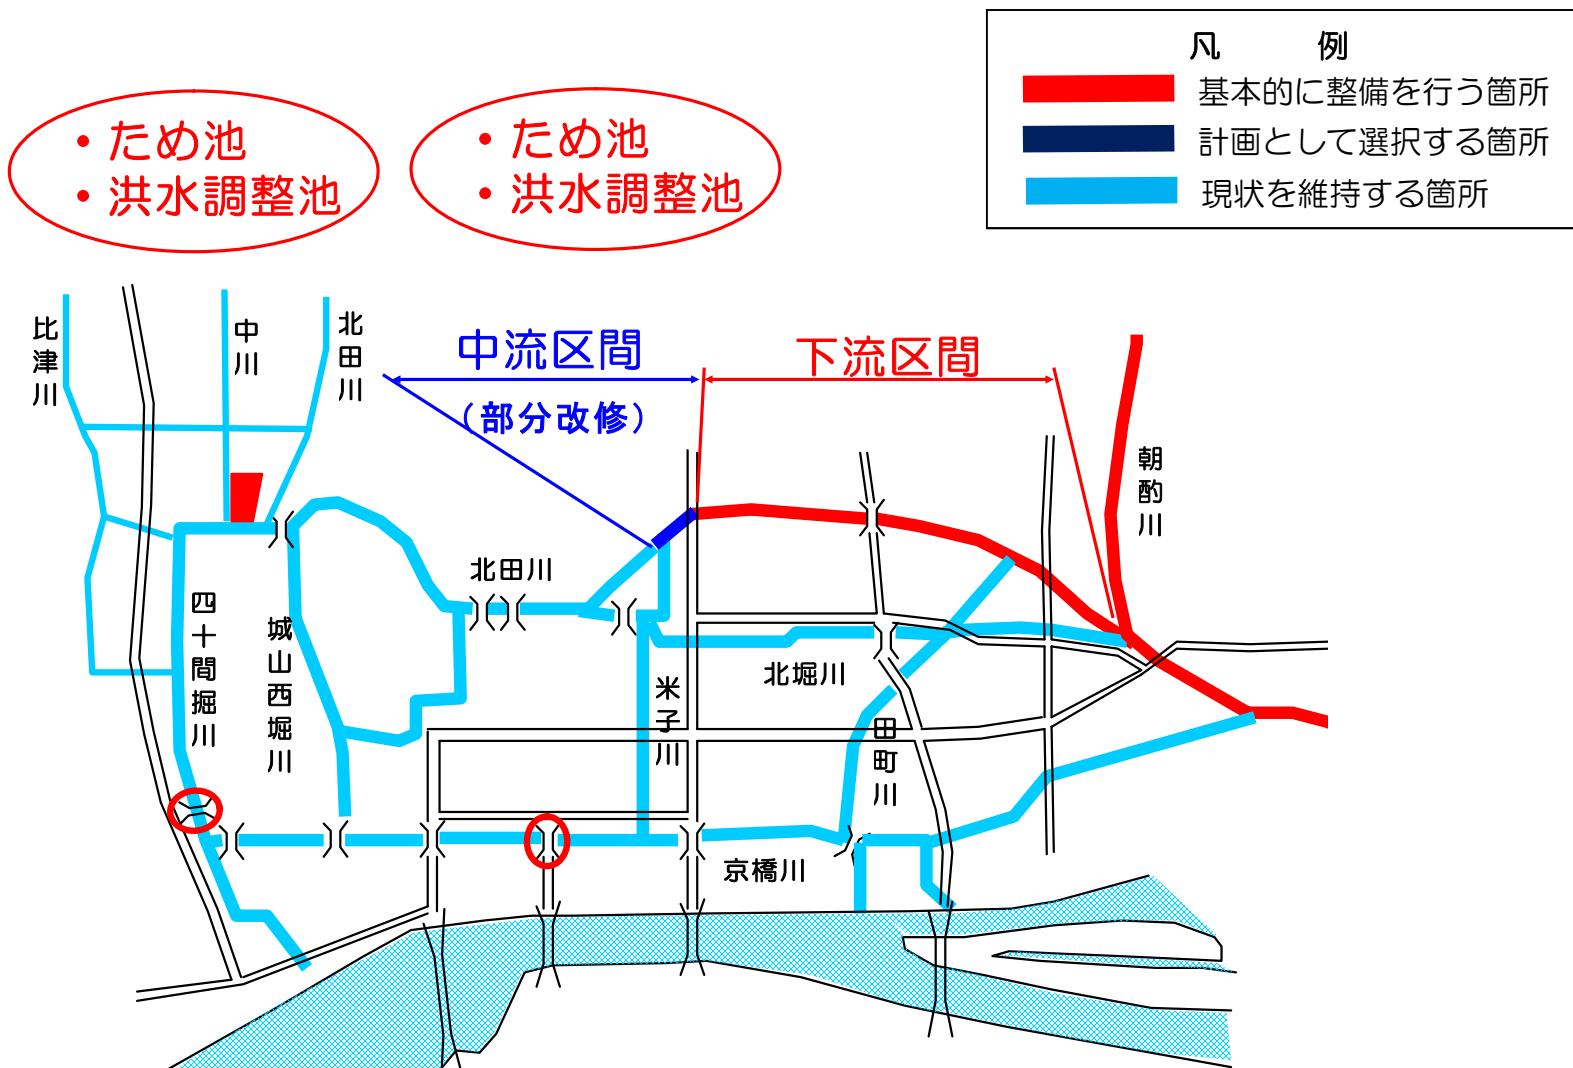 凡 例
基本的に整備を行う箇所
計画として選択する箇所
現状を維持する箇所
・ため池
・洪水調整池
・ため池
・洪水調整池
比津川
中川
北田川
中流区間
（部分改修）
下流区間
朝酌川
北田川
四十間掘川
城山西堀川
米子川
北堀川
田町川
京橋川